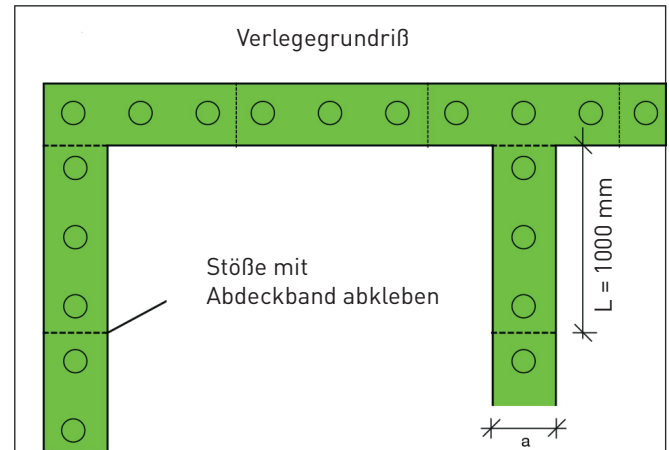 Verlegegrundriß
Stöße mit
Abdeckband abkleben
L = 1000 mm
a